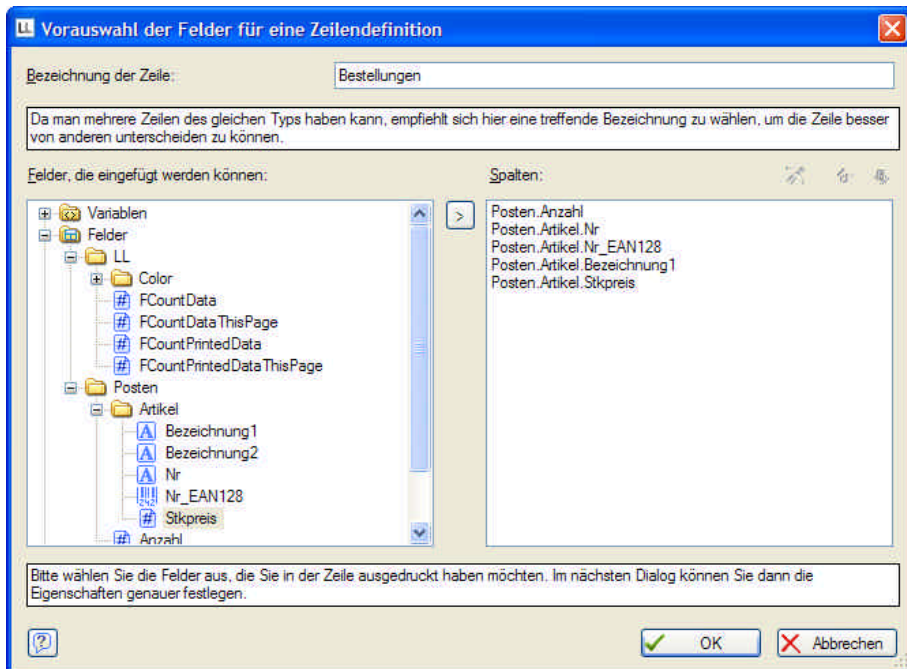 LL Vorauswahl der Felder für eine Zeilendefinition
Bezeichnung der Zeile: Bestellungen
Da man mehrere Zeilen des gleichen Typs haben kann, empfiehlt sich hier eine treffende Bezeichnung zu wählen, um die Zeile besser
von anderen unterscheiden zu können.
Felder, die eingefügt werden können:
Variablen
Felder
LL
Color
FCountData
FCountDataThisPage
FCountPrintedData
FCountPrintedDataThisPage
Posten
Artikel
Bezeichnung1
Bezeichnung2
Nr
Nr_EAN128
Stkpreis
Anzahl
>
Spalten:
Posten.Anzahl
Posten.Artikel.Nr
Posten.Artikel.Nr_EAN128
Posten.Artikel.Bezeichnung1
Posten.Artikel.Stkpreis
Bitte wählen Sie die Felder aus, die Sie in der Zeile ausgedruckt haben möchten. Im nächsten Dialog können Sie dann die
Eigenschaften genauer festlegen.
OK Abbrechen